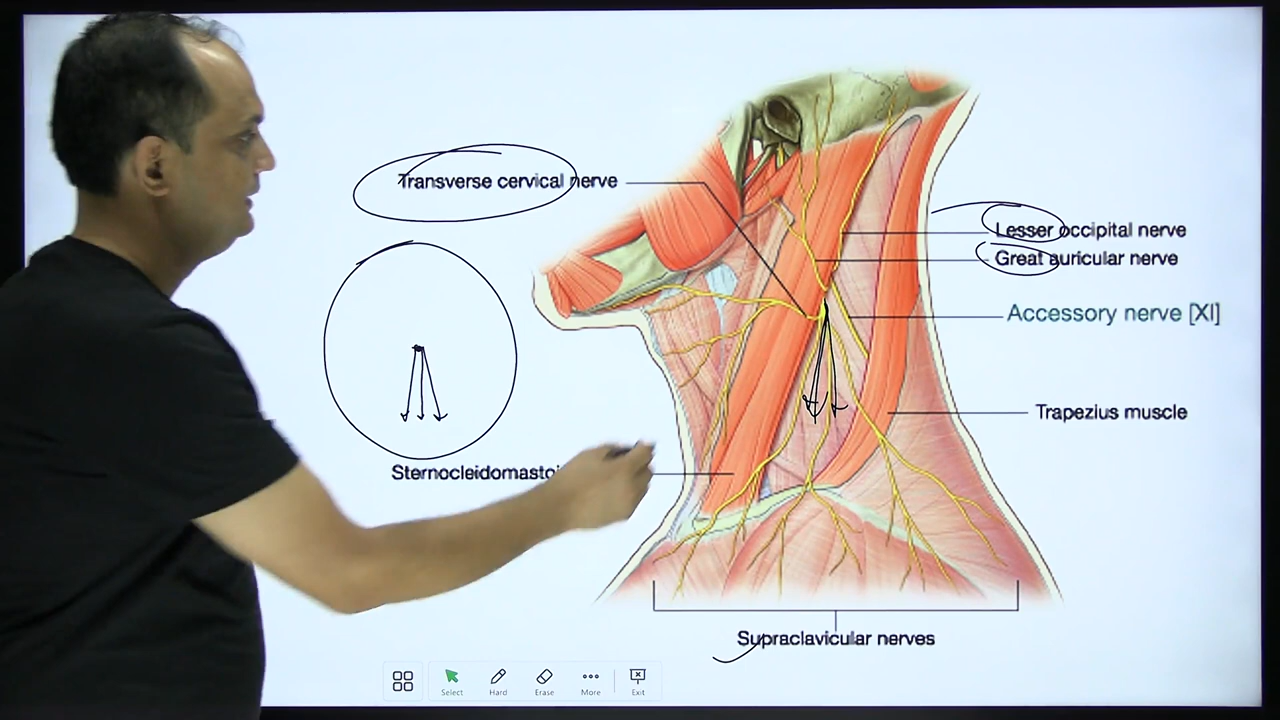 Transverse cervical nerve
Lesser occipital nerve
Great auricular nerve
Accessory nerve [XI]
Trapezius muscle
Supraclavicular nerves
Select
Hard
Erase
More
Exit